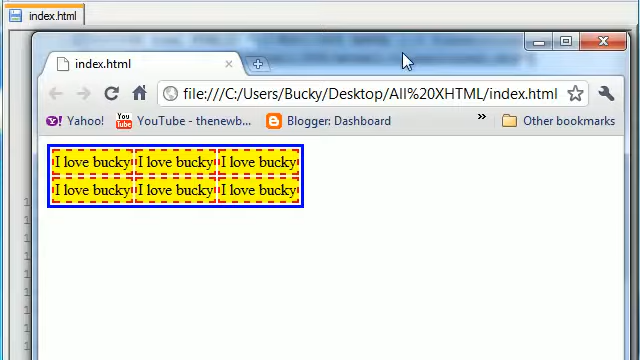 index.html
index.html
file:///C:/Users/Bucky/Desktop/All%20XHTML/index.html
Yahoo! YouTube - thenewb... Blogger: Dashboard » Other bookmarks
I love bucky I love bucky I love bucky
I love bucky I love bucky I love bucky